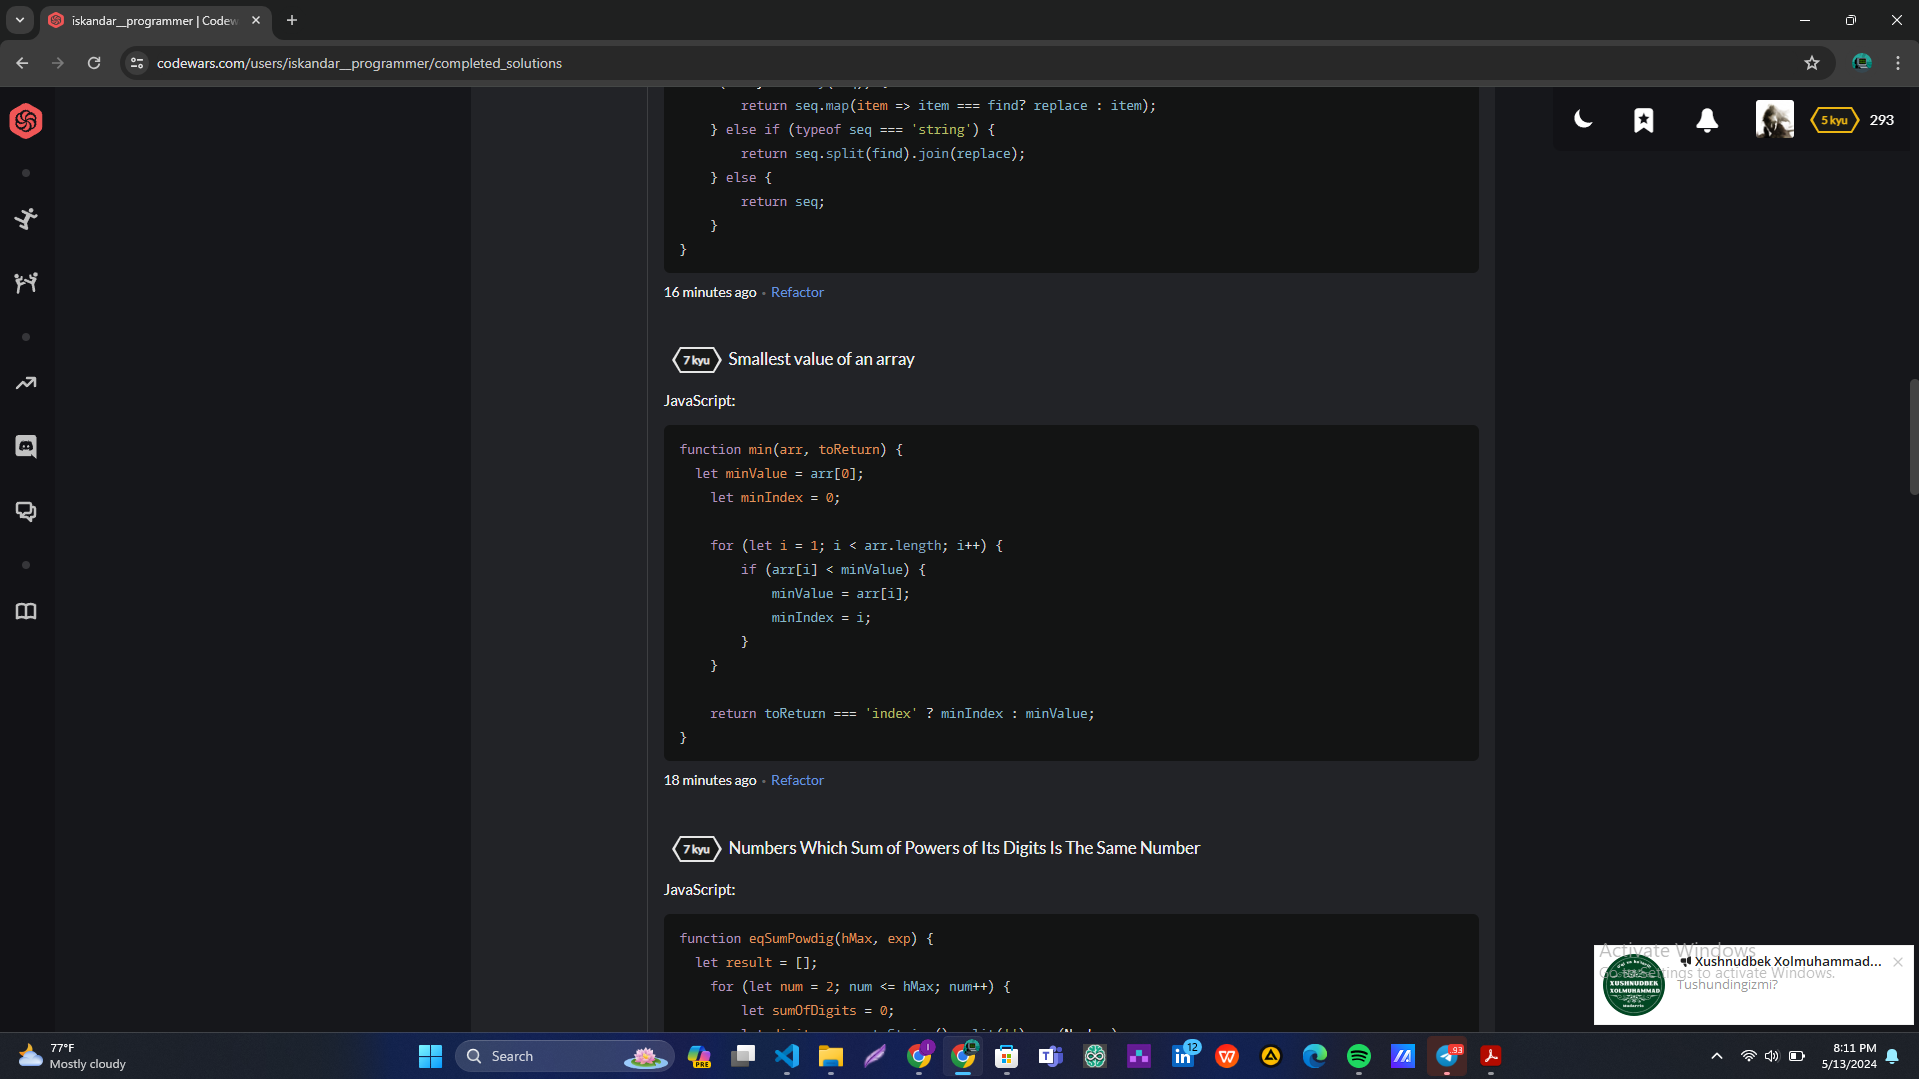 iskandar__programmer | Codew
codewars.com/users/iskandar__programmer/completed_solutions
5 kyu 293
return seq.map(item => item === find? replace : item);
} else if (typeof seq === 'string') {
return seq.split(find).join(replace);
} else {
return seq;
}
}
16 minutes ago • Refactor
7 kyu Smallest value of an array
JavaScript:
function min(arr, toReturn) {
let minValue = arr[0];
let minIndex = 0;
for (let i = 1; i < arr.length; i++) {
if (arr[i] < minValue) {
minValue = arr[i];
minIndex = i;
}
}
return toReturn === 'index' ? minIndex : minValue;
}
18 minutes ago • Refactor
7 kyu Numbers Which Sum of Powers of Its Digits Is The Same Number
JavaScript:
function eqSumPowdig(hMax, exp) {
let result = [];
for (let num = 2; num <= hMax; num++) {
let sumOfDigits = 0;
Activate Windows
Go to Settings to activate Windows.
Xushnudbek Xolmuhammad...
Tushundingizmi?
XUSHNUDBEK
XOLMUHAMMAD
77°F
Mostly cloudy
Search
PRE
12
93
8:11 PM
5/13/2024